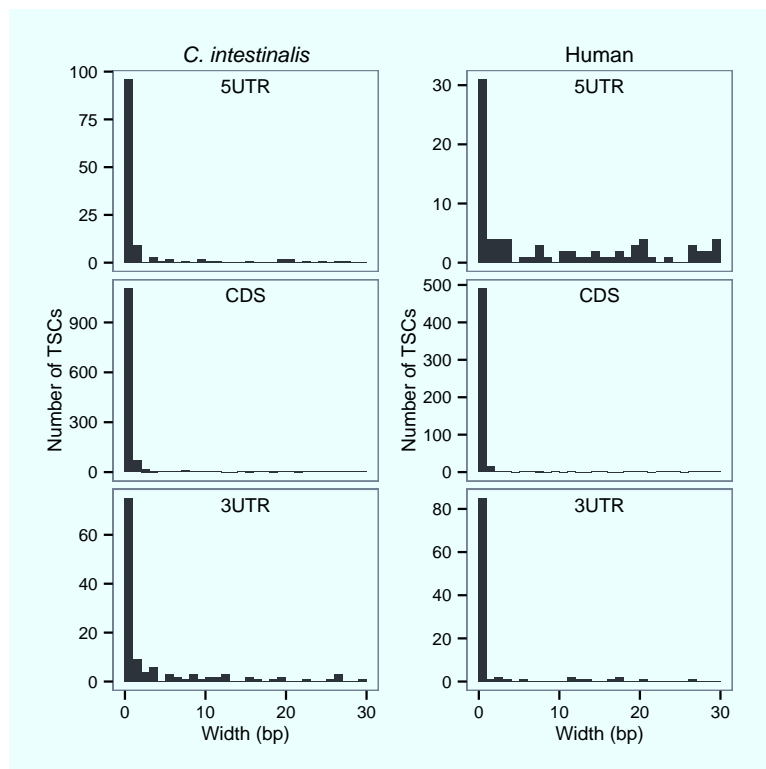 C. intestinalis
5UTR
100
75
50
25
0
CDS
900
600
300
0
Number of TSCs
3UTR
60
40
20
0
0 10 20 30
Width (bp)
Human
5UTR
30
20
10
0
CDS
500
400
300
200
100
0
Number of TSCs
3UTR
80
60
40
20
0
0 10 20 30
Width (bp)